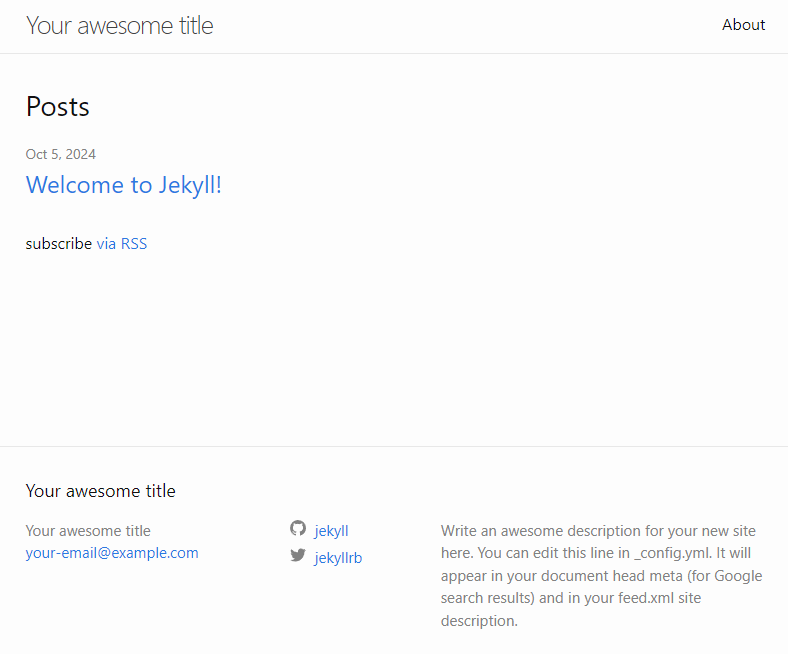 Your awesome title
About
Posts
Oct 5, 2024
Welcome to Jekyll!
subscribe via RSS
Your awesome title
Your awesome title
your-email@example.com
jekyll
jekyllrb
Write an awesome description for your new site
here. You can edit this line in _config.yml. It will
appear in your document head meta (for Google
search results) and in your feed.xml site
description.